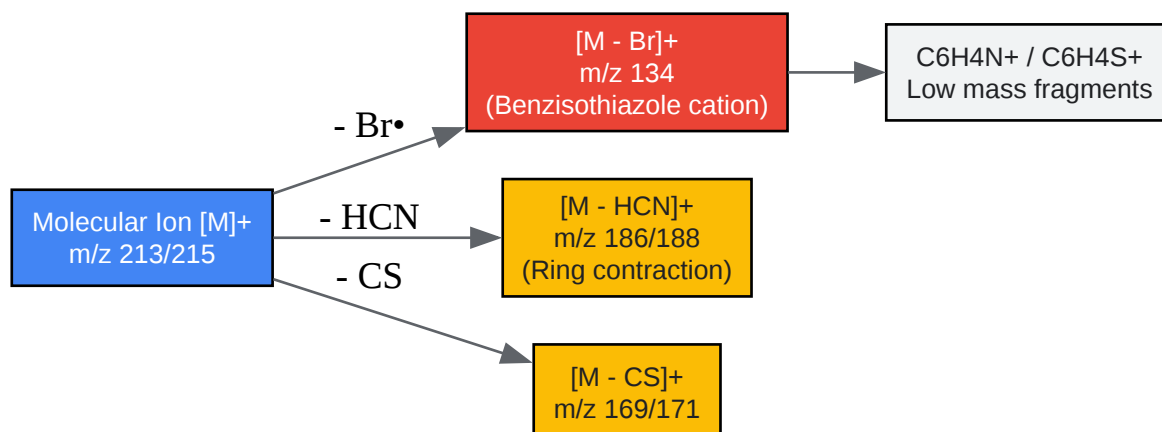 Molecular Ion [M]+
m/z 213/215
- Br•
- HCN
- CS
[M - Br]+
m/z 134
(Benzisothiazole cation)
[M - HCN]+
m/z 186/188
(Ring contraction)
[M - CS]+
m/z 169/171
C6H4N+ / C6H4S+
Low mass fragments